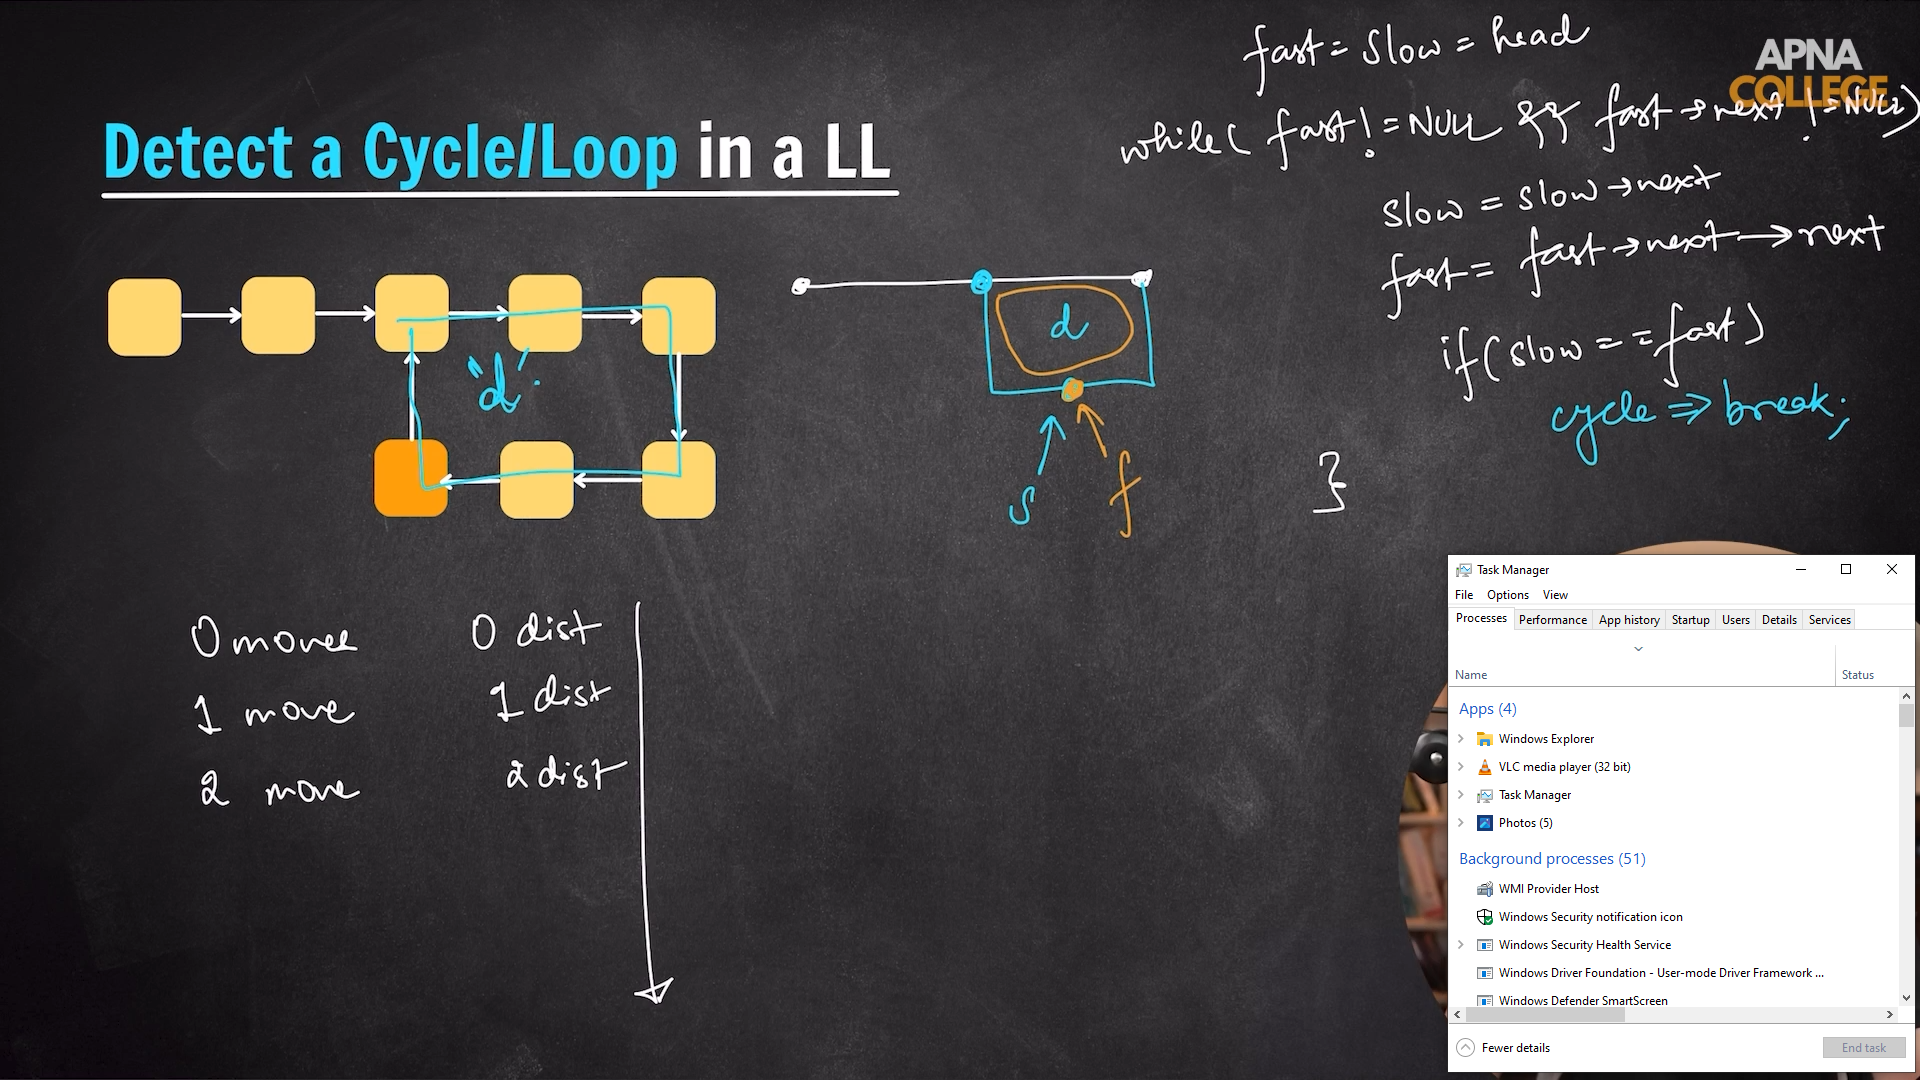 fast = slow = head
APNA
COLLEGE
while( fast != NULL && fast→next != NULL)
Detect a Cycle/Loop in a LL
slow = slow→next
fast = fast→next→next
if(slow == fast)
cycle ⇒ break;
}
"d"
d
s
f
0 moves 0 dist
1 move 1 dist
2 move 2 dist
Task Manager
File Options View
Processes Performance App history Startup Users Details Services
Name Status
Apps (4)
Windows Explorer
VLC media player (32 bit)
Task Manager
Photos (5)
Background processes (51)
WMI Provider Host
Windows Security notification icon
Windows Security Health Service
Windows Driver Foundation - User-mode Driver Framework ...
Windows Defender SmartScreen
Fewer details End task